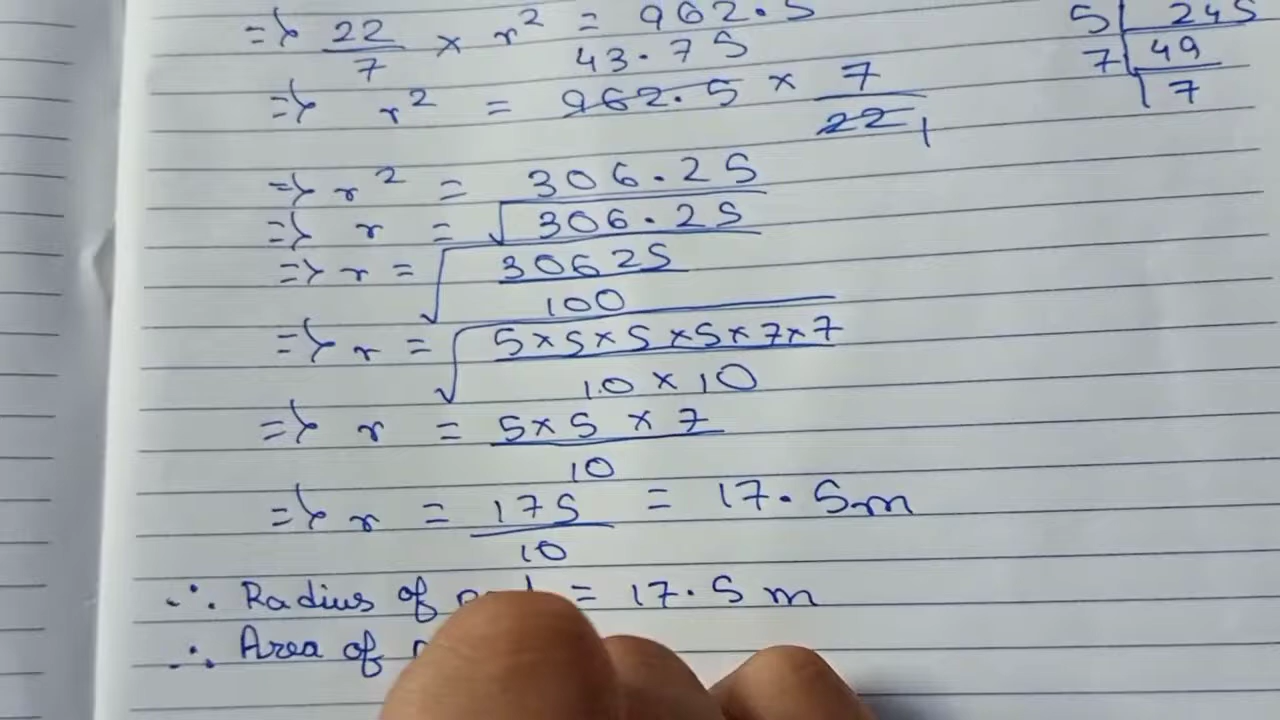 => 22/7 × r² = 962.5
43.75
=> r² = 962.5 × 7/22 1
=> r² = 306.25
=> r = √306.25
=> r = √(30625/100)
=> r = √(5×5×5×5×7×7/10×10)
=> r = 5×5×7/10
=> r = 175/10 = 17.5m
∴ Radius of = 17.5 m
∴ Area of
5 | 245
7 | 49
| 7